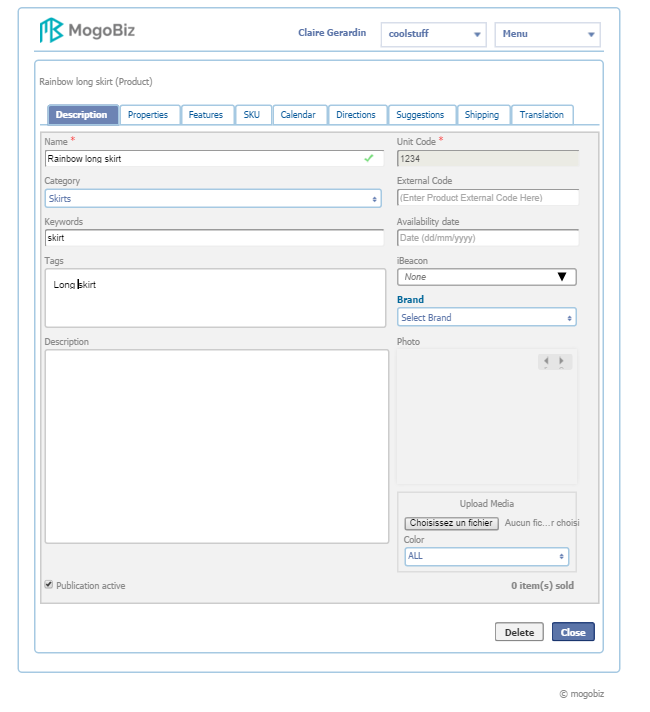 MogoBiz
Claire Gerardin coolstuff Menu
Rainbow long skirt (Product)
Description Properties Features SKU Calendar Directions Suggestions Shipping Translation
Name * Unit Code *
Rainbow long skirt 1234
Category External Code
Skirts (Enter Product External Code Here)
Keywords Availability date
skirt Date (dd/mm/yyyy)
Tags iBeacon
Long skirt None
Brand
Select Brand
Description Photo
Upload Media
Choisissez un fichier Aucun fic...r choisi
Color
ALL
Publication active 0 item(s) sold
Delete Close
© mogobiz